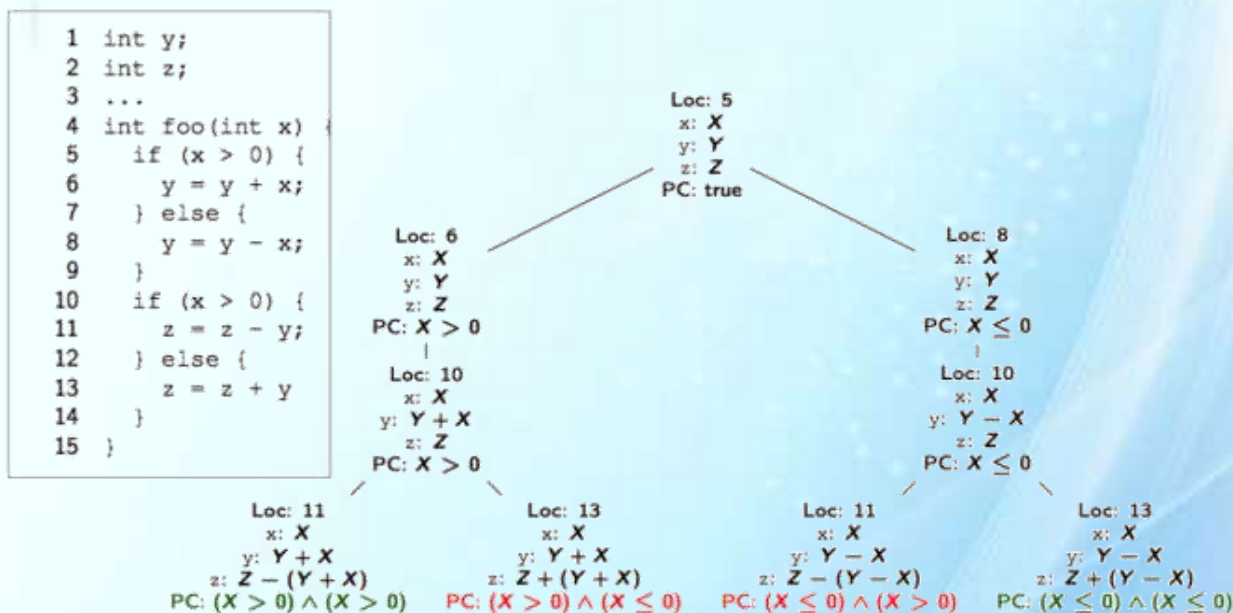 1 int y;
2 int z;
3 ...
4 int foo(int x) {
5 if (x > 0) {
6 y = y + x;
7 } else {
8 y = y - x;
9 }
10 if (x > 0) {
11 z = z - y;
12 } else {
13 z = z + y
14 }
15 }
Loc: 5
x: X
y: Y
z: Z
PC: true
Loc: 6
x: X
y: Y
z: Z
PC: X > 0
Loc: 8
x: X
y: Y
z: Z
PC: X ≤ 0
Loc: 10
x: X
y: Y + X
z: Z
PC: X > 0
Loc: 10
x: X
y: Y − X
z: Z
PC: X ≤ 0
Loc: 11
x: X
y: Y + X
z: Z − (Y + X)
PC: (X > 0) ∧ (X > 0)
Loc: 13
x: X
y: Y + X
z: Z + (Y + X)
PC: (X > 0) ∧ (X ≤ 0)
Loc: 11
x: X
y: Y − X
z: Z − (Y − X)
PC: (X ≤ 0) ∧ (X > 0)
Loc: 13
x: X
y: Y − X
z: Z + (Y − X)
PC: (X ≤ 0) ∧ (X ≤ 0)